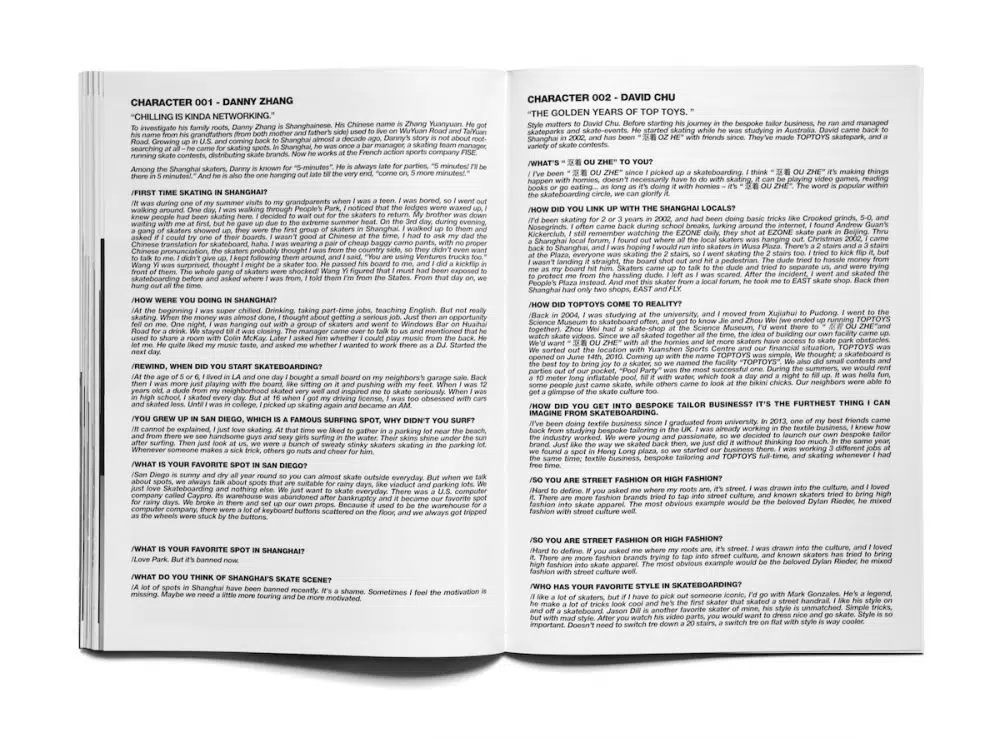 CHARACTER 001 - DANNY ZHANG
"CHILLING IS KINDA NETWORKING."
To investigate his family roots, Danny Zhang is Shanghainese. His Chinese name is Zhang Yuanyuan. He got
his name from his grandfathers (from both mother and father's side) used to live on WuYuan Road and TaiYuan
Road. Growing up in U.S. and coming back to Shanghai almost a decade ago, Danny's story is about not-
searching at all – he came for skating spots. In Shanghai, he was once a bar manager, a skating team manager,
running skate contests, distributing skate brands. Now he works at the French action sports company FISE.
Among the Shanghai skaters, Danny is known for "5-minutes". He is always late for parties, "5 minutes! I'll be
there in 5 minutes!." And he is also the one hanging out late till the very end, "come on, 5 more minutes!."
/FIRST TIME SKATING IN SHANGHAI?
/It was during one of my summer visits to my grandparents when I was a teen. I was bored, so I went out
walking around. One day, I was walking through People's Park, I noticed that the ledges were waxed up, I
knew people had been skating here. I decided to wait out for the skaters to return. My brother was down
waiting with me at first, but he gave up due to the extreme summer heat. On the 3rd day, during evening,
a gang of skaters showed up, they were the first group of skaters in Shanghai. I walked up to them and
asked if I could try one of their boards. I wasn't good at Chinese at the time, I had to ask my dad the
Chinese translation for skateboard, haha. I was wearing a pair of cheap baggy camo pants, with no proper
Chinese pronunciation, the skaters probably thought I was from the country side, so they didn't even want
to talk to me. I didn't give up, I kept following them around, and I said, "You are using Ventures trucks too."
Wang Yi was surprised, thought I might be a skater too. He passed his board to me, and I did a kickflip in
front of them. The whole gang of skaters were shocked! Wang Yi figured that I must had been exposed to
skateboarding before and asked where I was from, I told them I'm from the States. From that day on, we
hung out all the time.
/HOW WERE YOU DOING IN SHANGHAI?
/At the beginning I was super chilled. Drinking, taking part-time jobs, teaching English. But not really
skating. When the money was almost done, I thought about getting a serious job. Just then an opportunity
fell on me. One night, I was hanging out with a group of skaters and went to Windows Bar on Huaihai
Road for a drink. We stayed till it was closing. The manager came over to talk to us and mentioned that he
used to share a room with Colin McKay. Later I asked him whether I could play music from the back. He
let me. He quite liked my music taste, and asked me whether I wanted to work there as a DJ. Started the
next day.
/REWIND, WHEN DID YOU START SKATEBOARDING?
/At the age of 5 or 6, I lived in LA and one day I bought a small board on my neighbors's garage sale. Back
then I was more just playing with the board, like sitting on it and pushing with my feet. When I was 12
years old, a dude from my neighborhood skated very well and inspired me to skate seriously. When I was
in high school, I skated every day. But at 16 when I got my driving license, I was too obsessed with cars
and skated less. Until I was in college, I picked up skating again and became an AM.
/YOU GREW UP IN SAN DIEGO, WHICH IS A FAMOUS SURFING SPOT, WHY DIDN'T YOU SURF?
/It cannot be explained, I just love skating. At that time we liked to gather in a parking lot near the beach,
and from there we see handsome guys and sexy girls surfing in the water. Their skins shine under the sun
after surfing. Then just look at us, we were a bunch of sweaty stinky skaters skating in the parking lot.
Whenever someone makes a sick trick, others go nuts and cheer for him.
/WHAT IS YOUR FAVORITE SPOT IN SAN DIEGO?
/San Diego is sunny and dry all year round so you can almost skate outside everyday. But when we talk
about spots, we always talk about spots that are suitable for rainy days, like viaduct and parking lots. We
just love Skateboarding and nothing else. We just want to skate everyday. There was a U.S. computer
company called Caypro. Its warehouse was abandoned after bankruptcy and it became our favorite spot
for rainy days. We broke in there and set up our own props. Because it used to be the warehouse for a
computer company, there were a lot of keyboard buttons scattered on the floor, and we always got tripped
as the wheels were stuck by the buttons.
/WHAT IS YOUR FAVORITE SPOT IN SHANGHAI?
/Love Park. But it's banned now.
/WHAT DO YOU THINK OF SHANGHAI'S SKATE SCENE?
/A lot of spots in Shanghai have been banned recently. It's a shame. Sometimes I feel the motivation is
missing. Maybe we need a little more touring and be more motivated.
CHARACTER 002 - DAVID CHU
"THE GOLDEN YEARS OF TOP TOYS. "
Style matters to David Chu. Before starting his journey in the bespoke tailor business, he ran and managed
skateparks and skate-events. He started skating while he was studying in Australia. David came back to
Shanghai in 2002, and has been " 沤着 OZ HE " with friends since. They've made TOPTOYS skatepark, and a
variety of skate contests.
/WHAT'S " 沤着 OU ZHE" TO YOU?
/ I've been " 沤着 OU ZHE" since I picked up a skateboarding. I think " 沤着 OU ZHE" it's making things
happen with homies, doesn't necessarily have to do with skating, it can be playing video games, reading
books or go eating... as long as it's doing it with homies – it's " 沤着 OU ZHE". The word is popular within
the skateboarding circle, we can glorify it.
/HOW DID YOU LINK UP WITH THE SHANGHAI LOCALS?
/I'd been skating for 2 or 3 years in 2002, and had been doing basic tricks like Crooked grinds, 5-0, and
Nosegrinds. I often came back during school breaks, lurking around the internet, I found Andrew Guan's
Kickerclub, I still remember watching the EZONE daily, they shot at EZONE skate park in Beijing. Thru
a Shanghai local forum, I found out where all the local skaters was hanging out. Christmas 2002, I came
back to Shanghai, and I was hoping I would run into skaters in Wusa Plaza. There's a 2 stairs and a 3 stairs
at the Plaza, everyone was skating the 2 stairs, so I went skating the 2 stairs too. I tried to kick flip it, but
I wasn't landing it straight, the board shot out and hit a pedestrian. The dude tried to hassle money from
me as my board hit him. Skaters came up to talk to the dude and tried to separate us, and were trying
to protect me from the hassling dude. I left as I was scared. After the incident, I went and skated the
People's Plaza instead. And met this skater from a local forum, he took me to EAST skate shop. Back then
Shanghai had only two shops, EAST and FLY.
/HOW DID TOPTOYS COME TO REALITY?
/Back in 2004, I was studying at the university, and I moved from Xujiahui to Pudong. I went to the
Science Museum to skateboard often, and got to know Jie and Zhou Wei (we ended up running TOPTOYS
together). Zhou Wei had a skate-shop at the Science Museum, I'd went there to " 沤着 OU ZHE"and
watch skate videos. Since we all skated together all the time, the idea of building our own facility came up.
We'd want " 沤着 OU ZHE" with all the homies and let more skaters have access to skate park obstacles.
We sorted out the location with Yuanshen Sports Centre and our financial situation, TOPTOYS was
opened on June 14th, 2010. Coming up with the name TOPTOYS was simple, We thought; a skateboard is
the best toy to bring joy to a skater, so we named the facility "TOPTOYS". We also did small contests and
parties out of our pocket, "Pool Party" was the most successful one. During the summers, we would rent
a 10 meter long inflatable pool, fill it with water, which took a day and a night to fill up. It was hella fun,
some people just came skate, while others came to look at the bikini chicks. Our neighbors were able to
get a glimpse of the skate culture too.
/HOW DID YOU GET INTO BESPOKE TAILOR BUSINESS? IT'S THE FURTHEST THING I CAN
IMAGINE FROM SKATEBOARDING.
/I've been doing textile business since I graduated from university. In 2013, one of my best friends came
back from studying bespoke tailoring in the UK. I was already working in the textile business, I knew how
the industry worked. We were young and passionate, so we decided to launch our own bespoke tailor
brand. Just like the way we skated back then, we just did it without thinking too much. In the same year,
we found a spot in Hong Long plaza, so we started our business there. I was working 3 different jobs at
the same time; textile business, bespoke tailoring and TOPTOYS full-time, and skating whenever I had
free time.
/SO YOU ARE STREET FASHION OR HIGH FASHION?
/Hard to define. If you asked me where my roots are, it's street. I was drawn into the culture, and I loved
it. There are more fashion brands tried to tap into street culture, and known skaters tried to bring high
fashion into skate apparel. The most obvious example would be the beloved Dylan Rieder, he mixed
fashion with street culture well.
/SO YOU ARE STREET FASHION OR HIGH FASHION?
/Hard to define. If you asked me where my roots are, it's street. I was drawn into the culture, and I loved
it. There are more fashion brands trying to tap into street culture, and known skaters has tried to bring
high fashion into skate apparel. The most obvious example would be the beloved Dylan Rieder, he mixed
fashion with street culture well.
/WHO HAS YOUR FAVORITE STYLE IN SKATEBOARDING?
/I like a lot of skaters, but if I have to pick out someone iconic, I'd go with Mark Gonzales. He's a legend,
he make a lot of tricks look cool and he's the first skater that skated a street handrail. I like his style on
and off a skateboard. Jason Dill is another favorite skater of mine, his style is unmatched. Simple tricks,
but with mad style. After you watch his video parts, you would want to dress nice and go skate. Style is so
important. Doesn't need to switch tre down a 20 stairs, a switch tre on flat with style is way cooler.